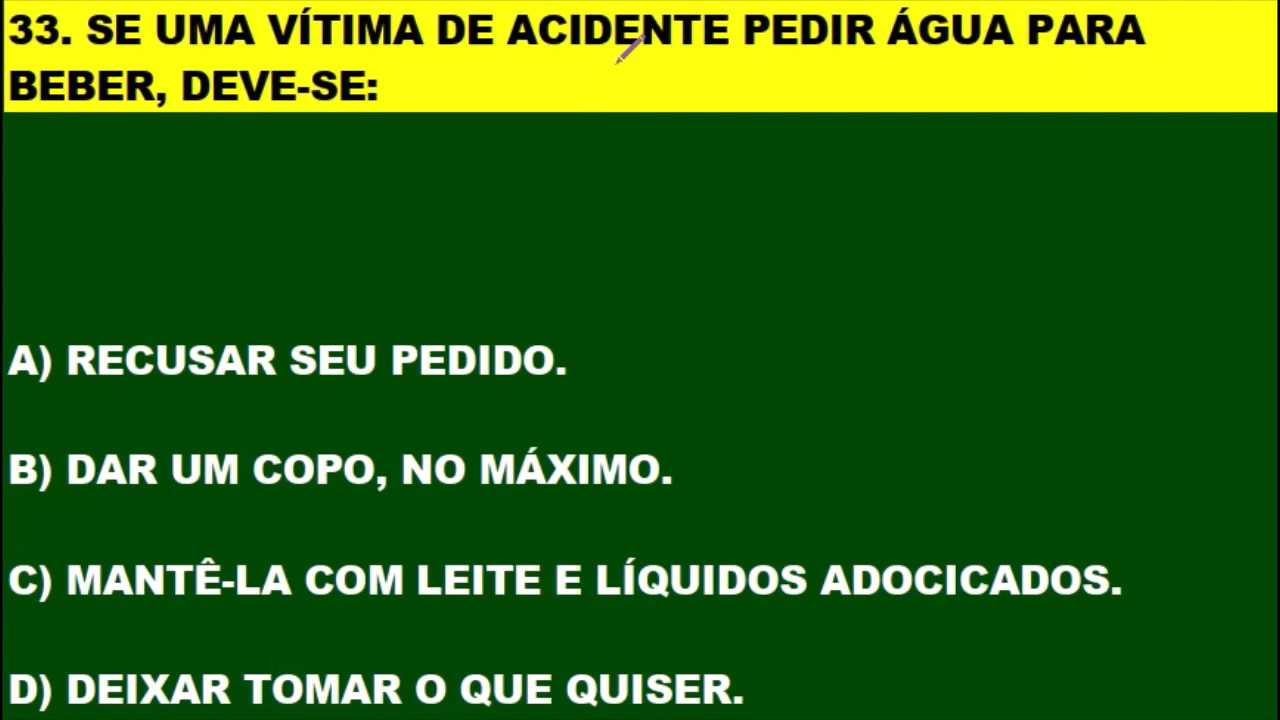 33. SE UMA VÍTIMA DE ACIDENTE PEDIR ÁGUA PARA
BEBER, DEVE-SE:
A) RECUSAR SEU PEDIDO.
B) DAR UM COPO, NO MÁXIMO.
C) MANTÊ-LA COM LEITE E LÍQUIDOS ADOCICADOS.
D) DEIXAR TOMAR O QUE QUISER.